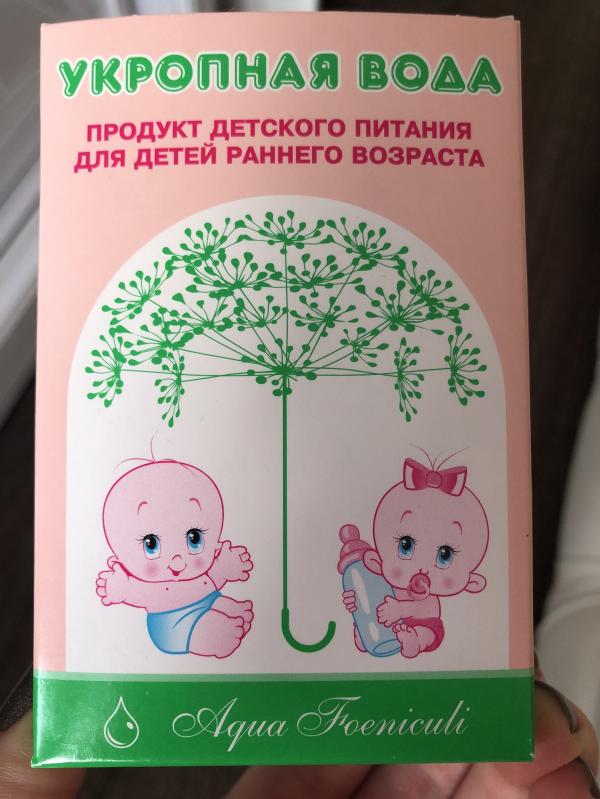 УКРОПНАЯ ВОДА
ПРОДУКТ ДЕТСКОГО ПИТАНИЯ
ДЛЯ ДЕТЕЙ РАННЕГО ВОЗРАСТА
Aqua Foeniculi